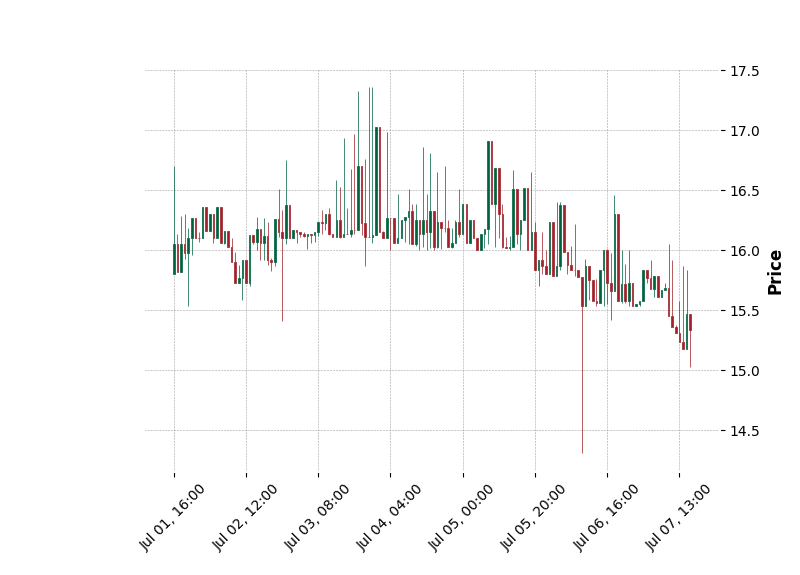 17.5
17.0
16.5
16.0
15.5
15.0
14.5
Price
Jul 01, 16:00
Jul 02, 12:00
Jul 03, 08:00
Jul 04, 04:00
Jul 05, 00:00
Jul 05, 20:00
Jul 06, 16:00
Jul 07, 13:00